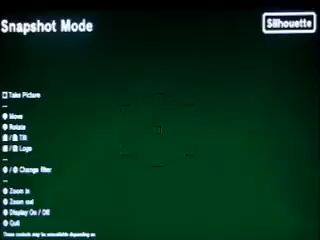 Snapshot Mode
Silhouette
Take Picture
Move
Rotate
/ Tilt
/ Logo
/ Change filter
Zoom in
Zoom out
Display On / Off
Quit
These controls may be unavailable depending on